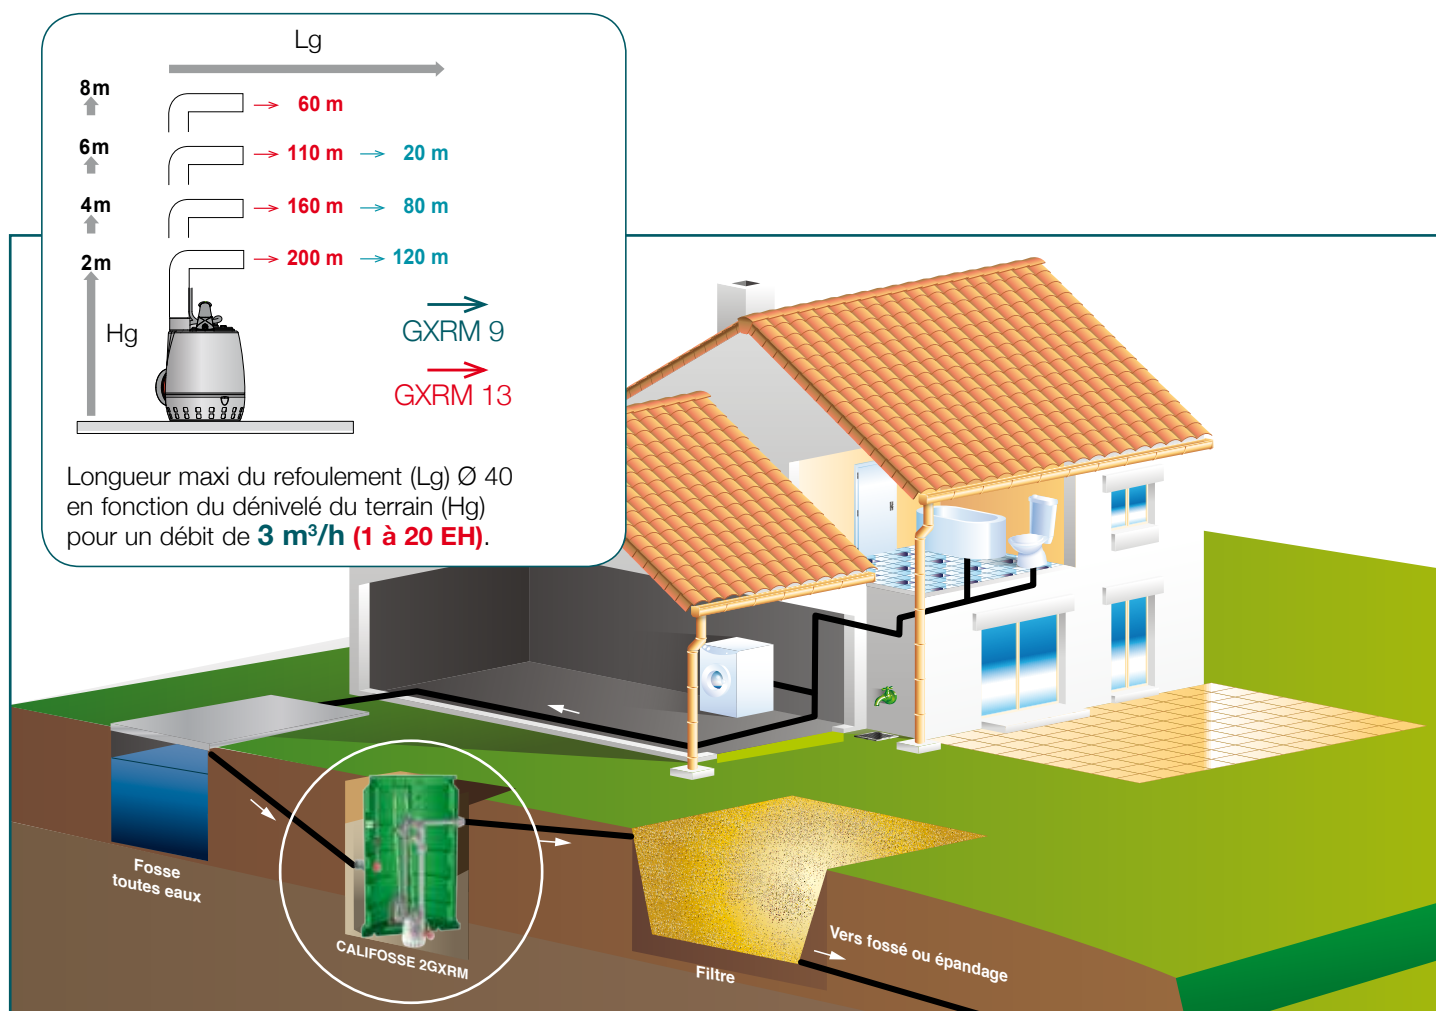 Lg
8m
60 m
6m
110 m
20 m
4m
160 m
80 m
2m
200 m
120 m
Hg
GXRM 9
GXRM 13
Longueur maxi du refoulement (Lg) Ø 40
en fonction du dénivelé du terrain (Hg)
pour un débit de 3 m³/h (1 à 20 EH).
Fosse
toutes eaux
CALIFOSSE 2GXRM
Filtre
Vers fossé ou épandage